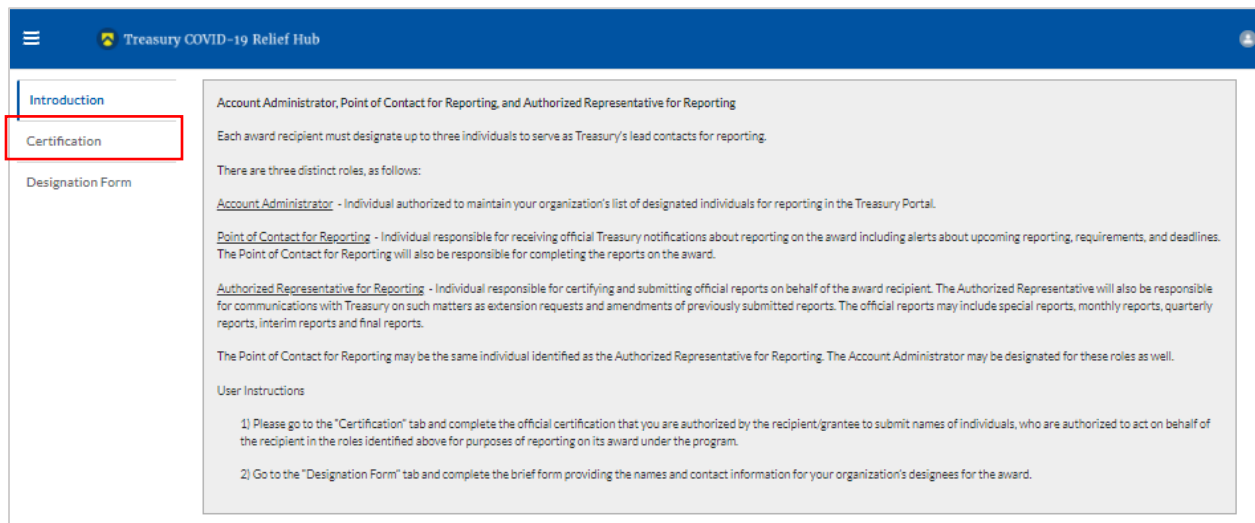 Treasury COVID-19 Relief Hub
Introduction
Certification
Designation Form
Account Administrator, Point of Contact for Reporting, and Authorized Representative for Reporting
Each award recipient must designate up to three individuals to serve as Treasury's lead contacts for reporting.
There are three distinct roles, as follows:
Account Administrator - Individual authorized to maintain your organization's list of designated individuals for reporting in the Treasury Portal.
Point of Contact for Reporting - Individual responsible for receiving official Treasury notifications about reporting on the award including alerts about upcoming reporting, requirements, and deadlines.
The Point of Contact for Reporting will also be responsible for completing the reports on the award.
Authorized Representative for Reporting - Individual responsible for certifying and submitting official reports on behalf of the award recipient. The Authorized Representative will also be responsible
for communications with Treasury on such matters as extension requests and amendments of previously submitted reports. The official reports may include special reports, monthly reports, quarterly
reports, interim reports and final reports.
The Point of Contact for Reporting may be the same individual identified as the Authorized Representative for Reporting. The Account Administrator may be designated for these roles as well.
User Instructions
1) Please go to the "Certification" tab and complete the official certification that you are authorized by the recipient/grantee to submit names of individuals, who are authorized to act on behalf of
the recipient in the roles identified above for purposes of reporting on its award under the program.
2) Go to the "Designation Form" tab and complete the brief form providing the names and contact information for your organization's designees for the award.